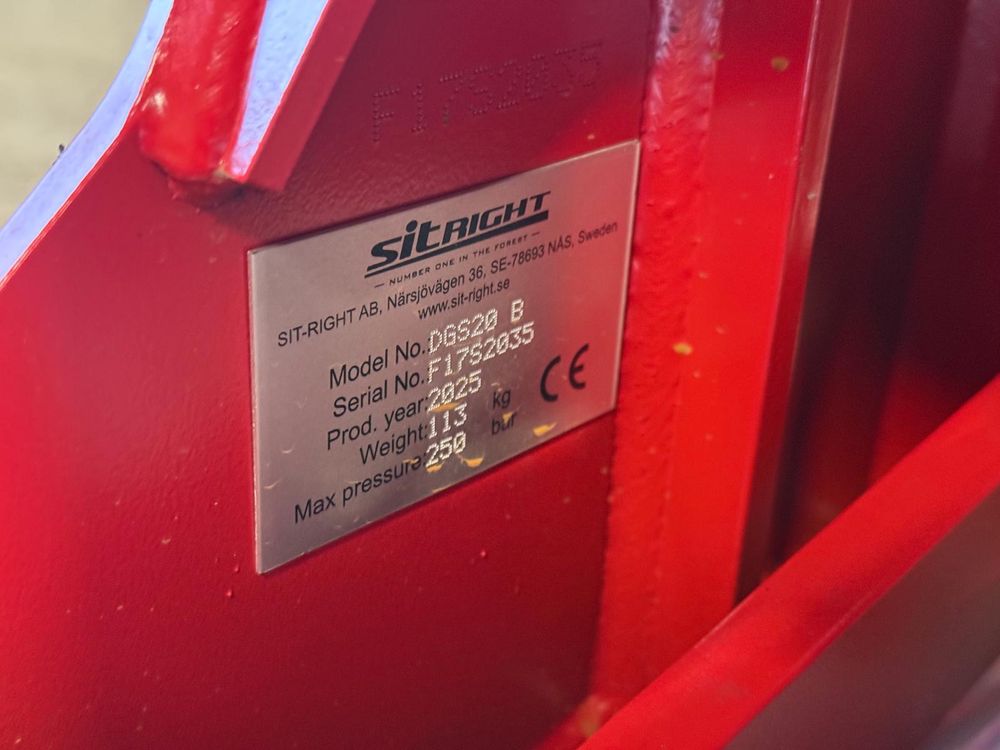 F17S2035
SITRIGHT
— NUMBER ONE IN THE FOREST —
SIT-RIGHT AB, Närsjövägen 36, SE-78693 NÅS, Sweden
www.sit-right.se
Model No. DGS20 B
Serial No. F17S2035
Prod. year: 2025
Weight: 113 kg
Max pressure: 250 bar
CE